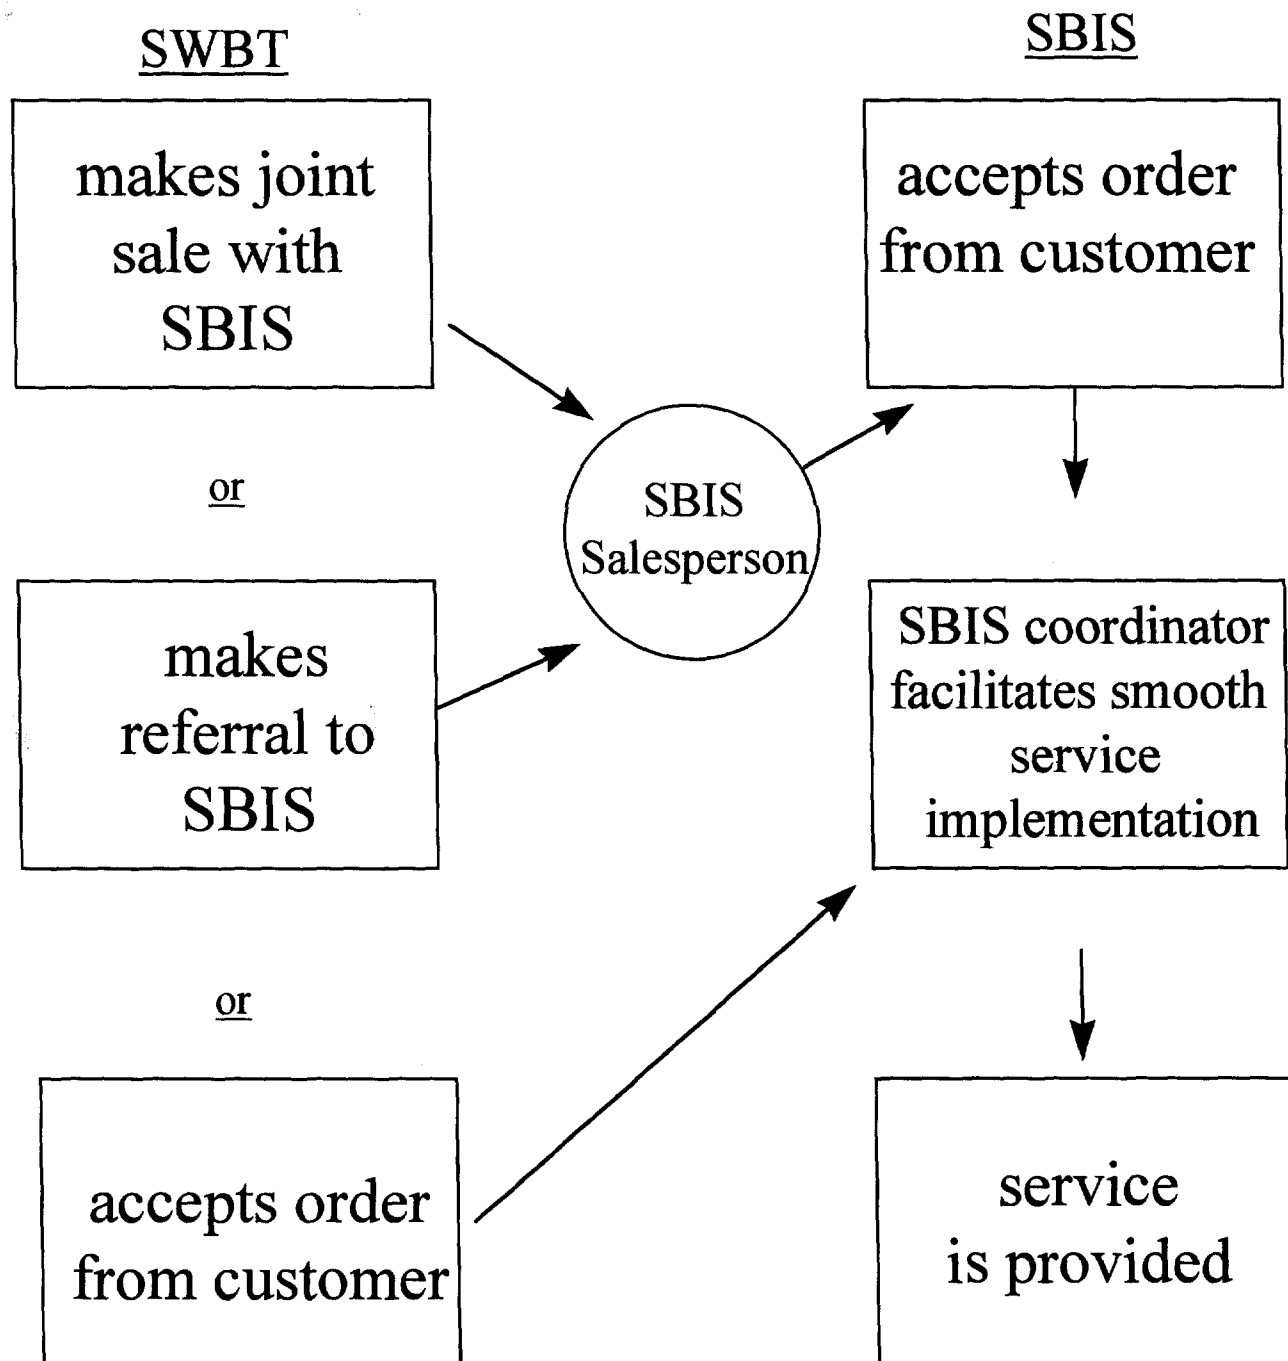 SWBT
makes joint
sale with
SBIS
or
makes
referral to
SBIS
or
accepts order
from customer
SBIS
Salesperson
SBIS
accepts order
from customer
SBIS coordinator
facilitates smooth
service
implementation
service
is provided